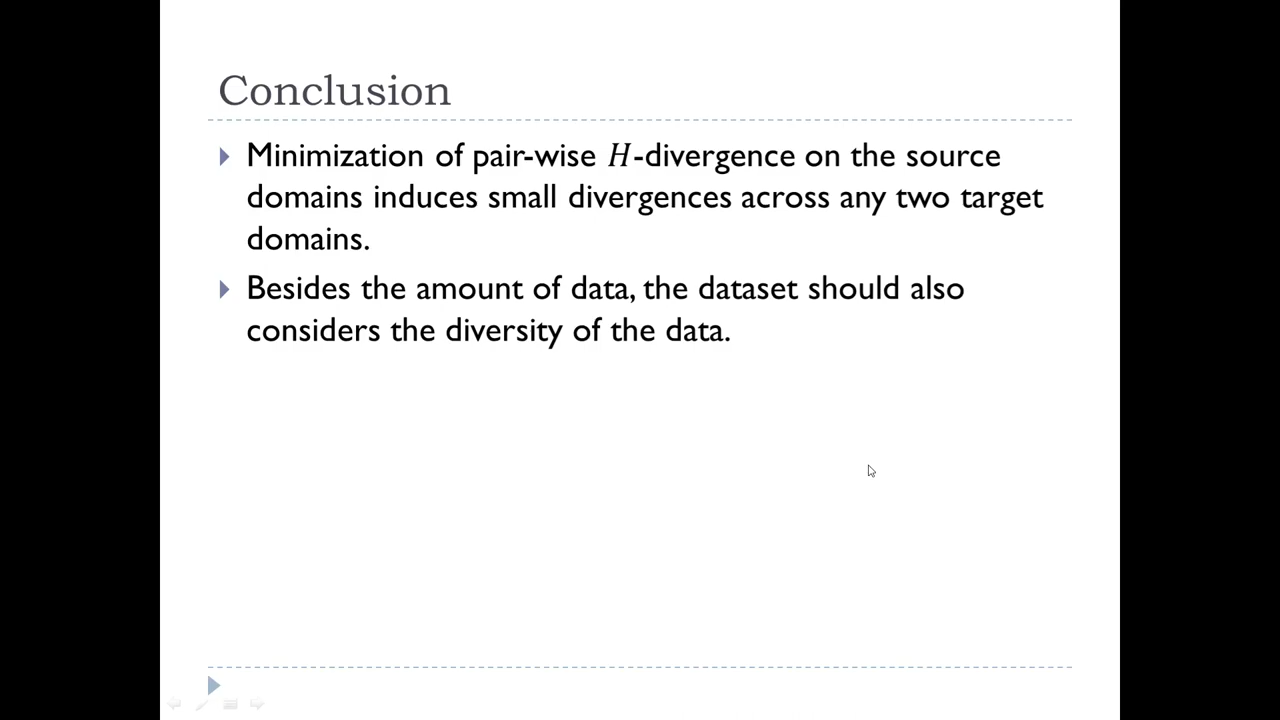 Conclusion
Minimization of pair-wise H-divergence on the source
domains induces small divergences across any two target
domains.
Besides the amount of data, the dataset should also
considers the diversity of the data.